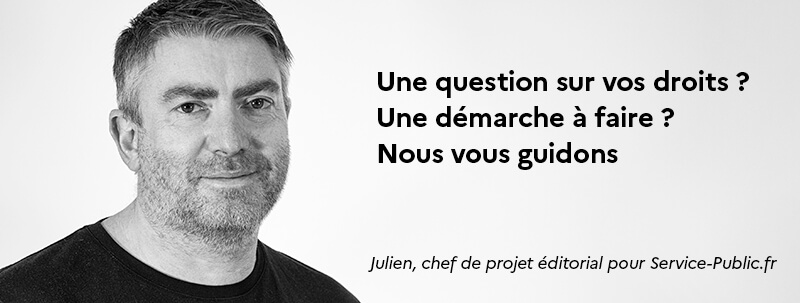 Une question sur vos droits ?
Une démarche à faire ?
Nous vous guidons
Julien, chef de projet éditorial pour Service-Public.fr